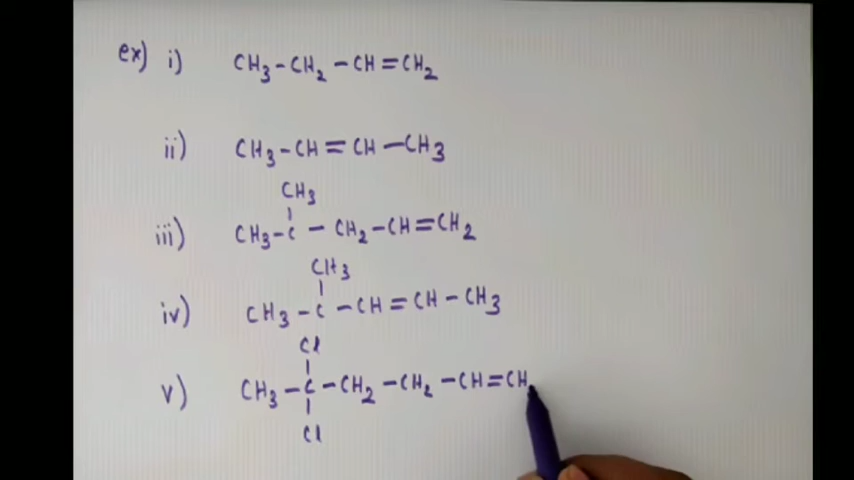 ex) i) CH₃-CH₂-CH=CH₂
ii) CH₃-CH=CH-CH₃
CH₃
iii) CH₃-C-CH₂-CH=CH₂
CH₃
iv) CH₃-C-CH=CH-CH₃
Cl
v) CH₃-C-CH₂-CH₂-CH=CH
Cl